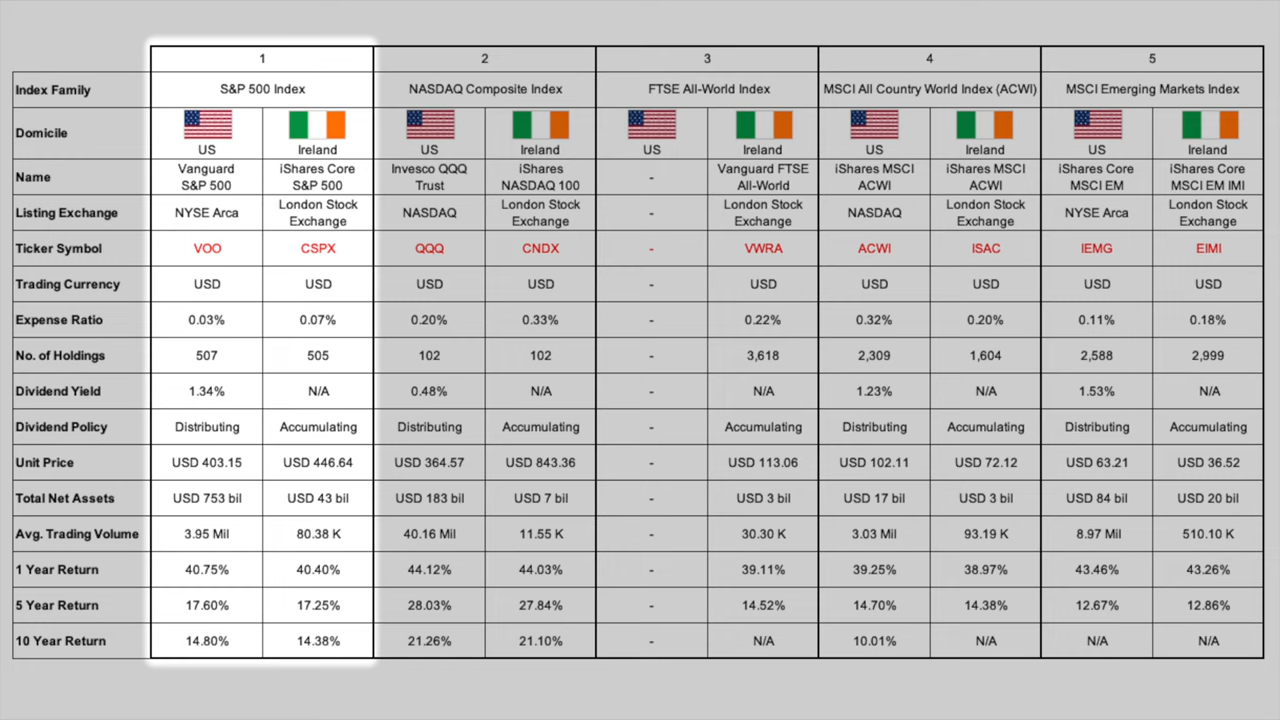 1 2 3 4 5
Index Family S&P 500 Index NASDAQ Composite Index FTSE All-World Index MSCI All Country World Index (ACWI) MSCI Emerging Markets Index
Domicile US Ireland US Ireland US Ireland US Ireland US Ireland
Name Vanguard S&P 500 iShares Core S&P 500 Invesco QQQ Trust iShares NASDAQ 100 - Vanguard FTSE All-World iShares MSCI ACWI iShares MSCI ACWI iShares Core MSCI EM iShares Core MSCI EM IMI
Listing Exchange NYSE Arca London Stock Exchange NASDAQ London Stock Exchange - London Stock Exchange NASDAQ London Stock Exchange NYSE Arca London Stock Exchange
Ticker Symbol VOO CSPX QQQ CNDX - VWRA ACWI ISAC IEMG EIMI
Trading Currency USD USD USD USD - USD USD USD USD USD
Expense Ratio 0.03% 0.07% 0.20% 0.33% - 0.22% 0.32% 0.20% 0.11% 0.18%
No. of Holdings 507 505 102 102 - 3,618 2,309 1,604 2,588 2,999
Dividend Yield 1.34% N/A 0.48% N/A - N/A 1.23% N/A 1.53% N/A
Dividend Policy Distributing Accumulating Distributing Accumulating - Accumulating Distributing Accumulating Distributing Accumulating
Unit Price USD 403.15 USD 446.64 USD 364.57 USD 843.36 - USD 113.06 USD 102.11 USD 72.12 USD 63.21 USD 36.52
Total Net Assets USD 753 bil USD 43 bil USD 183 bil USD 7 bil - USD 3 bil USD 17 bil USD 3 bil USD 84 bil USD 20 bil
Avg. Trading Volume 3.95 Mil 80.38 K 40.16 Mil 11.55 K - 30.30 K 3.03 Mil 93.19 K 8.97 Mil 510.10 K
1 Year Return 40.75% 40.40% 44.12% 44.03% - 39.11% 39.25% 38.97% 43.46% 43.26%
5 Year Return 17.60% 17.25% 28.03% 27.84% - 14.52% 14.70% 14.38% 12.67% 12.86%
10 Year Return 14.80% 14.38% 21.26% 21.10% - N/A 10.01% N/A N/A N/A